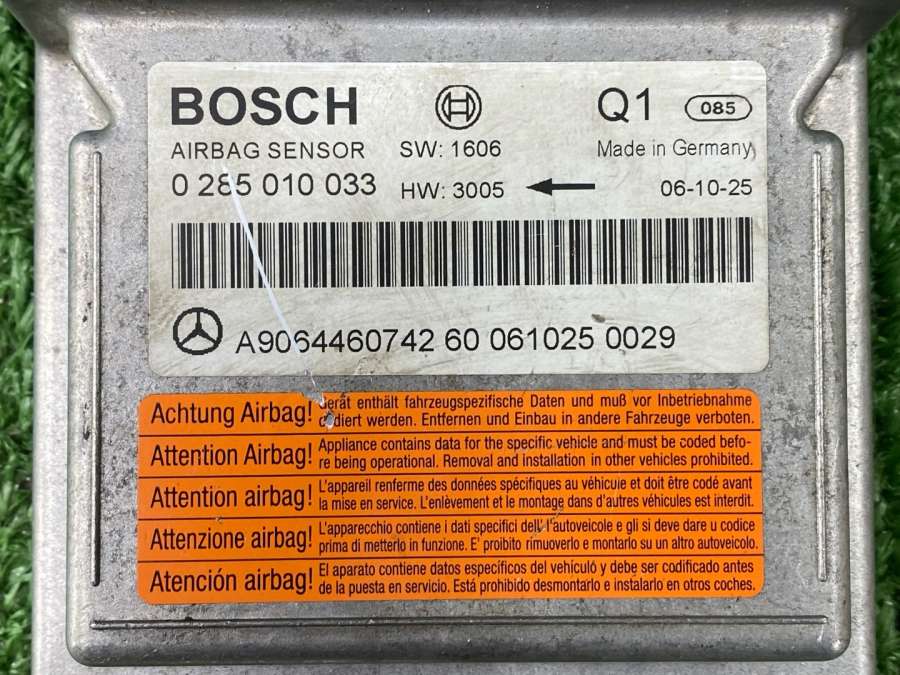 BOSCH
Q1 085
AIRBAG SENSOR SW: 1606 Made in Germany
0 285 010 033 HW: 3005 06-10-25
A9064460742 60 061025 0029
Achtung Airbag! Gerät enthält fahrzeugspezifische Daten und muß vor Inbetriebnahme
codiert werden. Entfernen und Einbau in andere Fahrzeuge verboten.
Attention Airbag! Appliance contains data for the specific vehicle and must be coded befo-
re being operational. Removal and installation in other vehicles prohibited.
Attention airbag! L'appareil renferme des données spécifiques au véhicule et doit être codé avant
la mise en service. L'enlèvement et le montage dans d'autres véhicules est interdit.
Attenzione airbag! L'apparecchio contiene i dati specifici dell' l'autoveicole e gli si deve dare u codice
prima di metterlo in funzione. E' proibito rimuoverlo e montarlo su un altro autoveicolo.
Atención airbag! El aparato contiene datos específicos del vehículó y debe ser codificado antes
de la puesta en servicio. Está prohibido desmontarlo e instalarlo en otros coches.